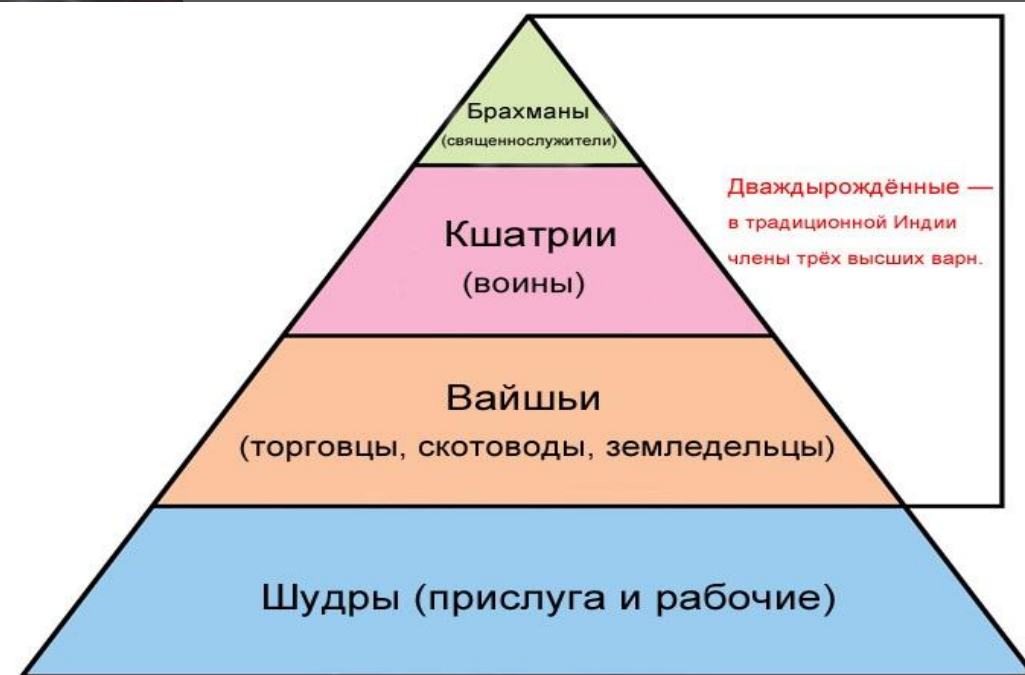 Брахманы
(священнослужители)
Кшатрии
(воины)
Дваждырождённые —
в традиционной Индии
члены трёх высших варн.
Вайшьи
(торговцы, скотоводы, земледельцы)
Шудры (прислуга и рабочие)